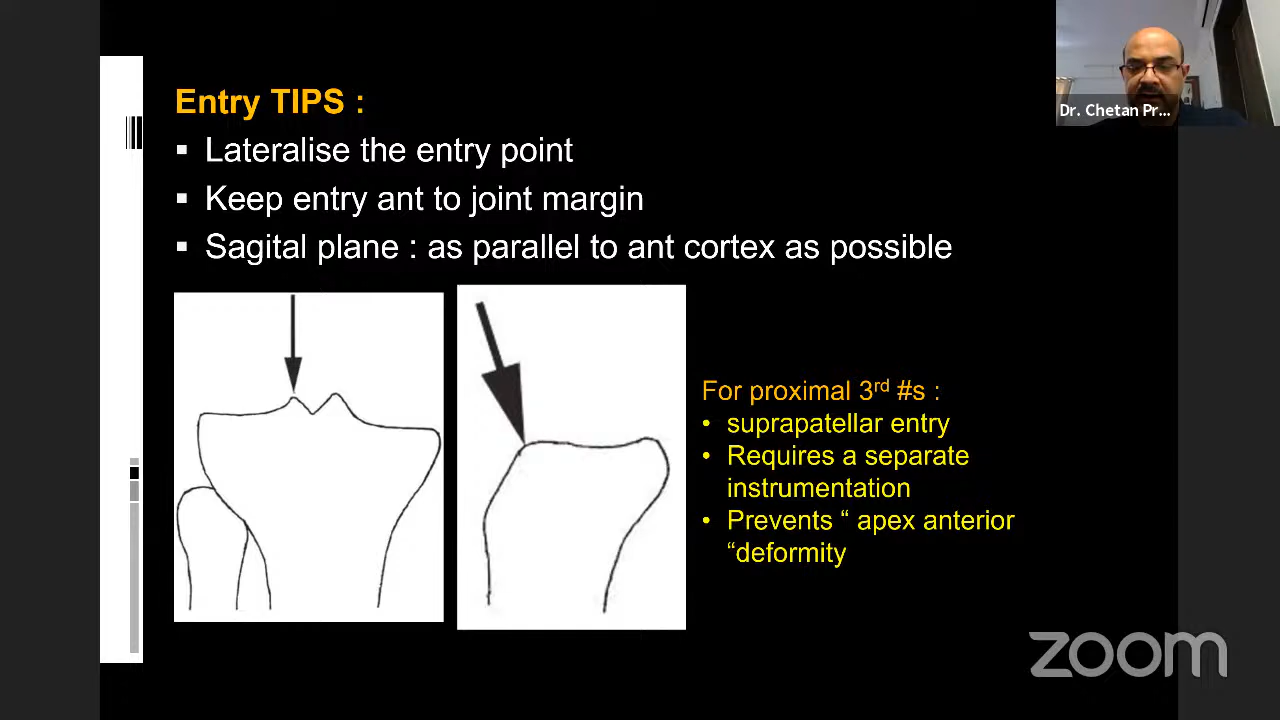 Entry TIPS :
▪ Lateralise the entry point
▪ Keep entry ant to joint margin
▪ Sagital plane : as parallel to ant cortex as possible
For proximal 3rd #s :
• suprapatellar entry
• Requires a separate
instrumentation
• Prevents “ apex anterior
“deformity
Dr. Chetan Pr...
zoom